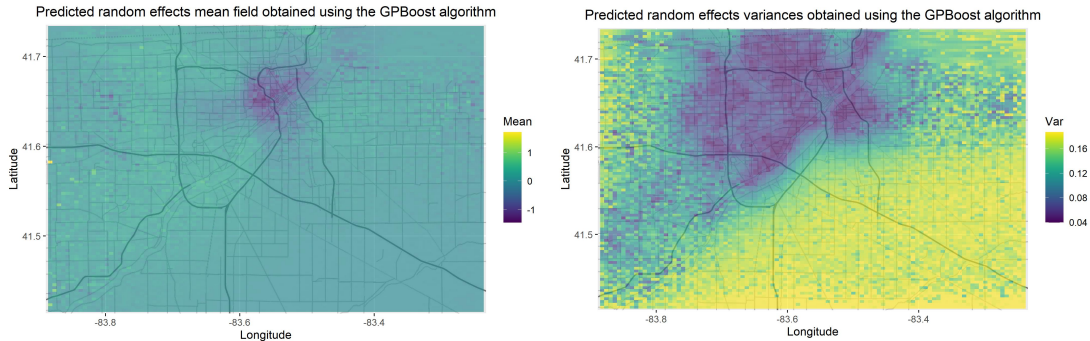 Predicted random effects mean field obtained using the GPBoost algorithm
41.7
41.6
41.5
Latitude
-83.8
-83.6
-83.4
Longitude
Mean
1
0
-1
Predicted random effects variances obtained using the GPBoost algorithm
41.7
41.6
41.5
Latitude
-83.8
-83.6
-83.4
Longitude
Var
0.16
0.12
0.08
0.04